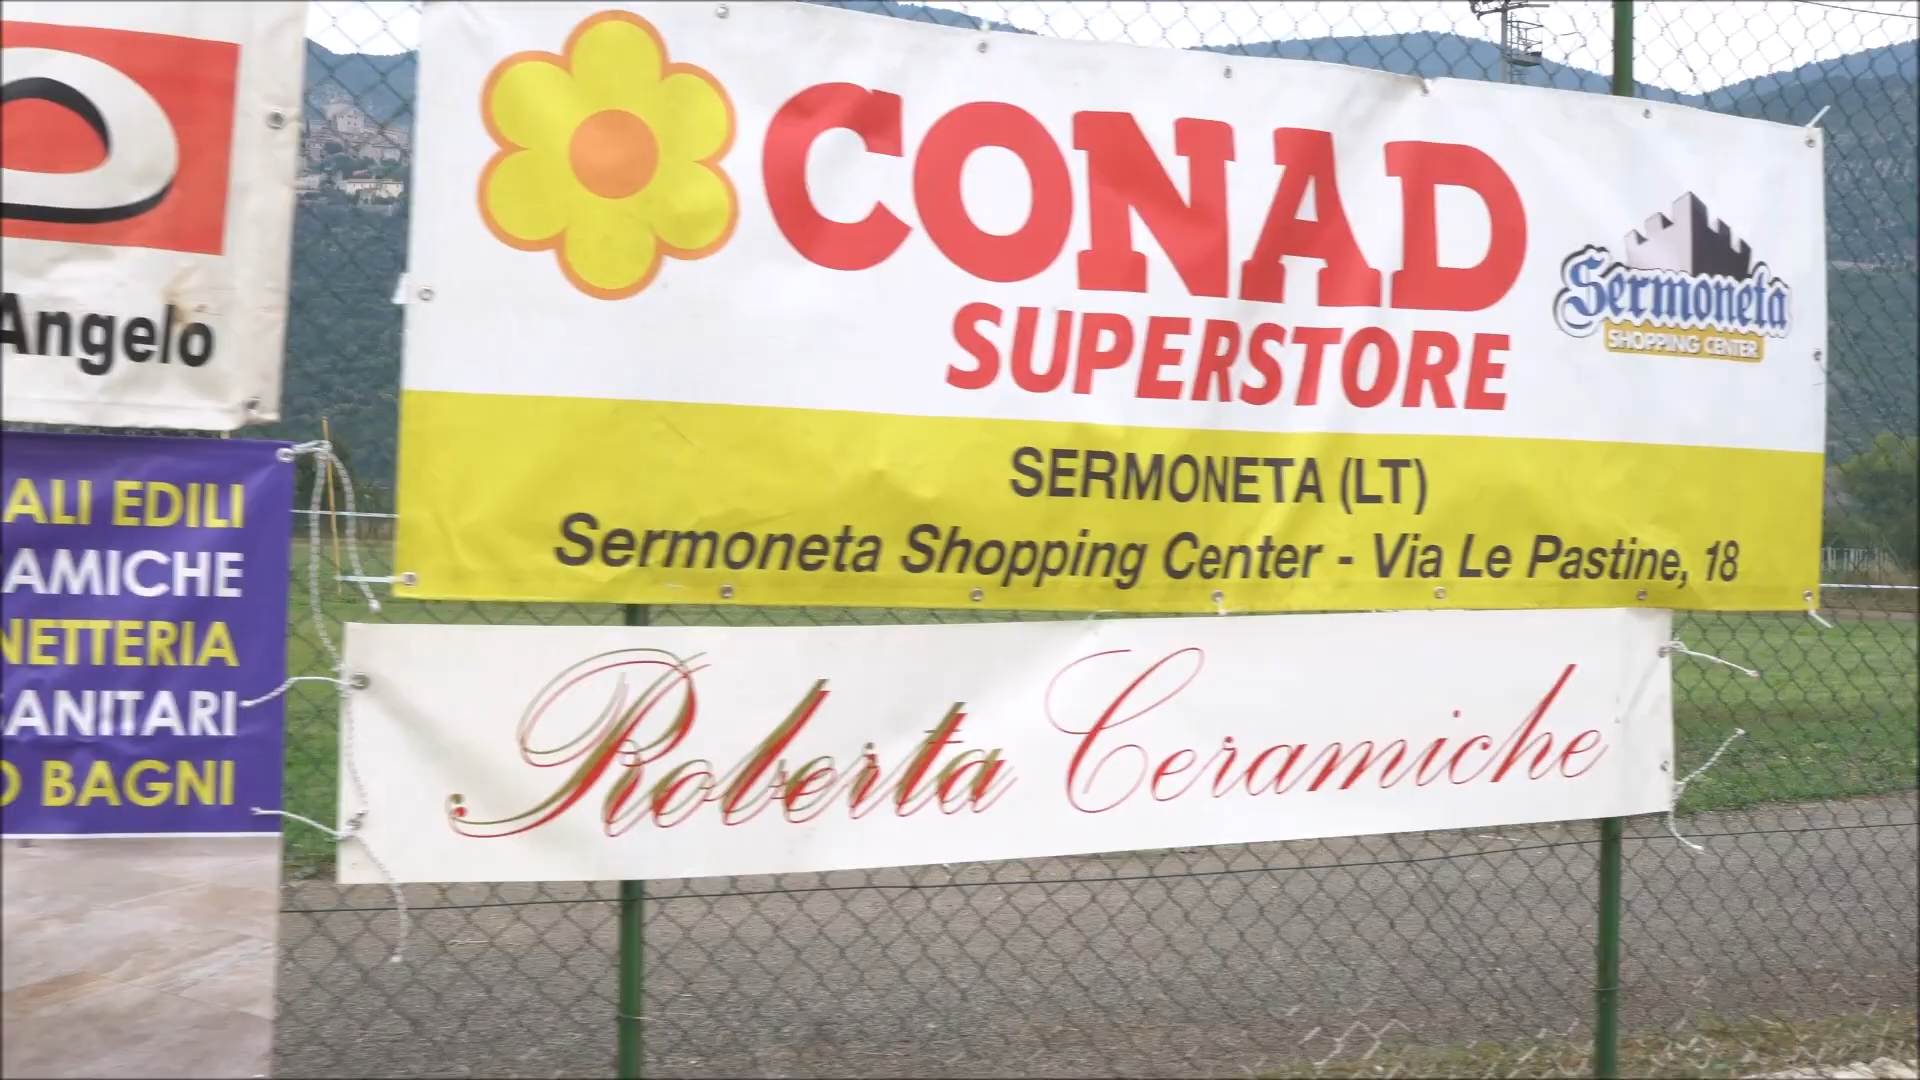 Angelo
ALI EDILI
AMICHE
NETTERIA
ANITARI
O BAGNI
CONAD
SUPERSTORE
Sermoneta
SHOPPING CENTER
SERMONETA (LT)
Sermoneta Shopping Center - Via Le Pastine, 18
Roberta Ceramiche